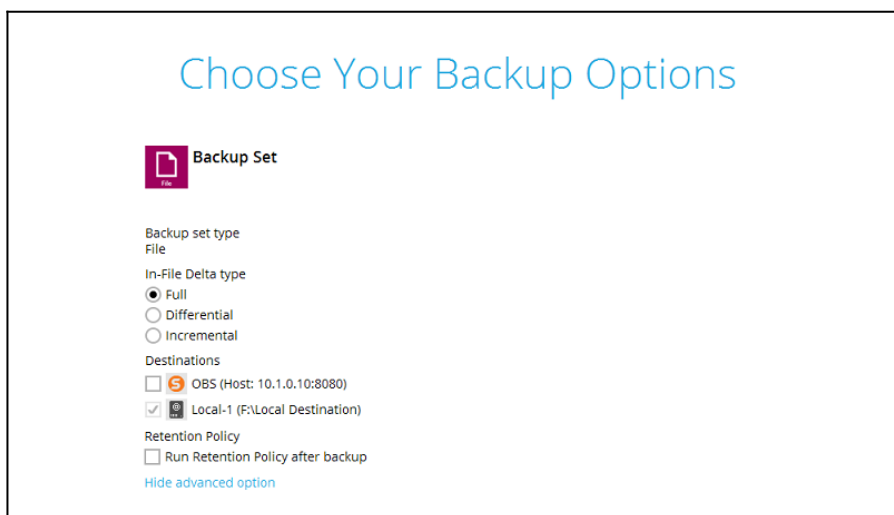 Choose Your Backup Options
Backup Set
File
Backup set type
File
In-File Delta type
Full
Differential
Incremental
Destinations
OBS (Host: 10.1.0.10:8080)
Local-1 (F:\Local Destination)
Retention Policy
Run Retention Policy after backup
Hide advanced option